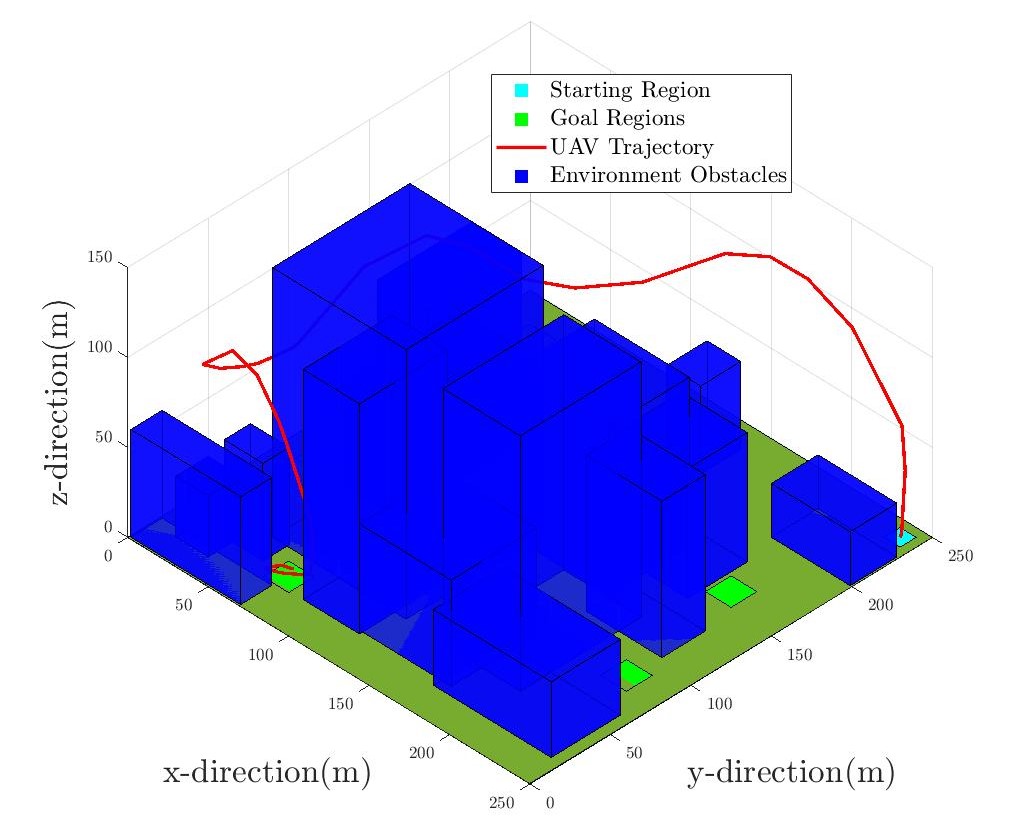 Starting Region
Goal Regions
UAV Trajectory
Environment Obstacles
150
100
50
0
z-direction(m)
0
50
100
150
200
250
x-direction(m)
0
50
100
150
200
250
y-direction(m)